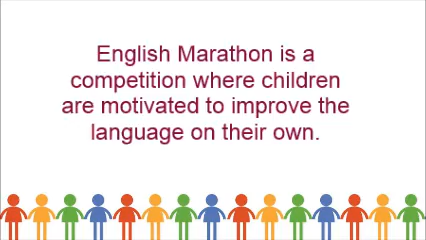 English Marathon is a
competition where children
are motivated to improve the
language on their own.